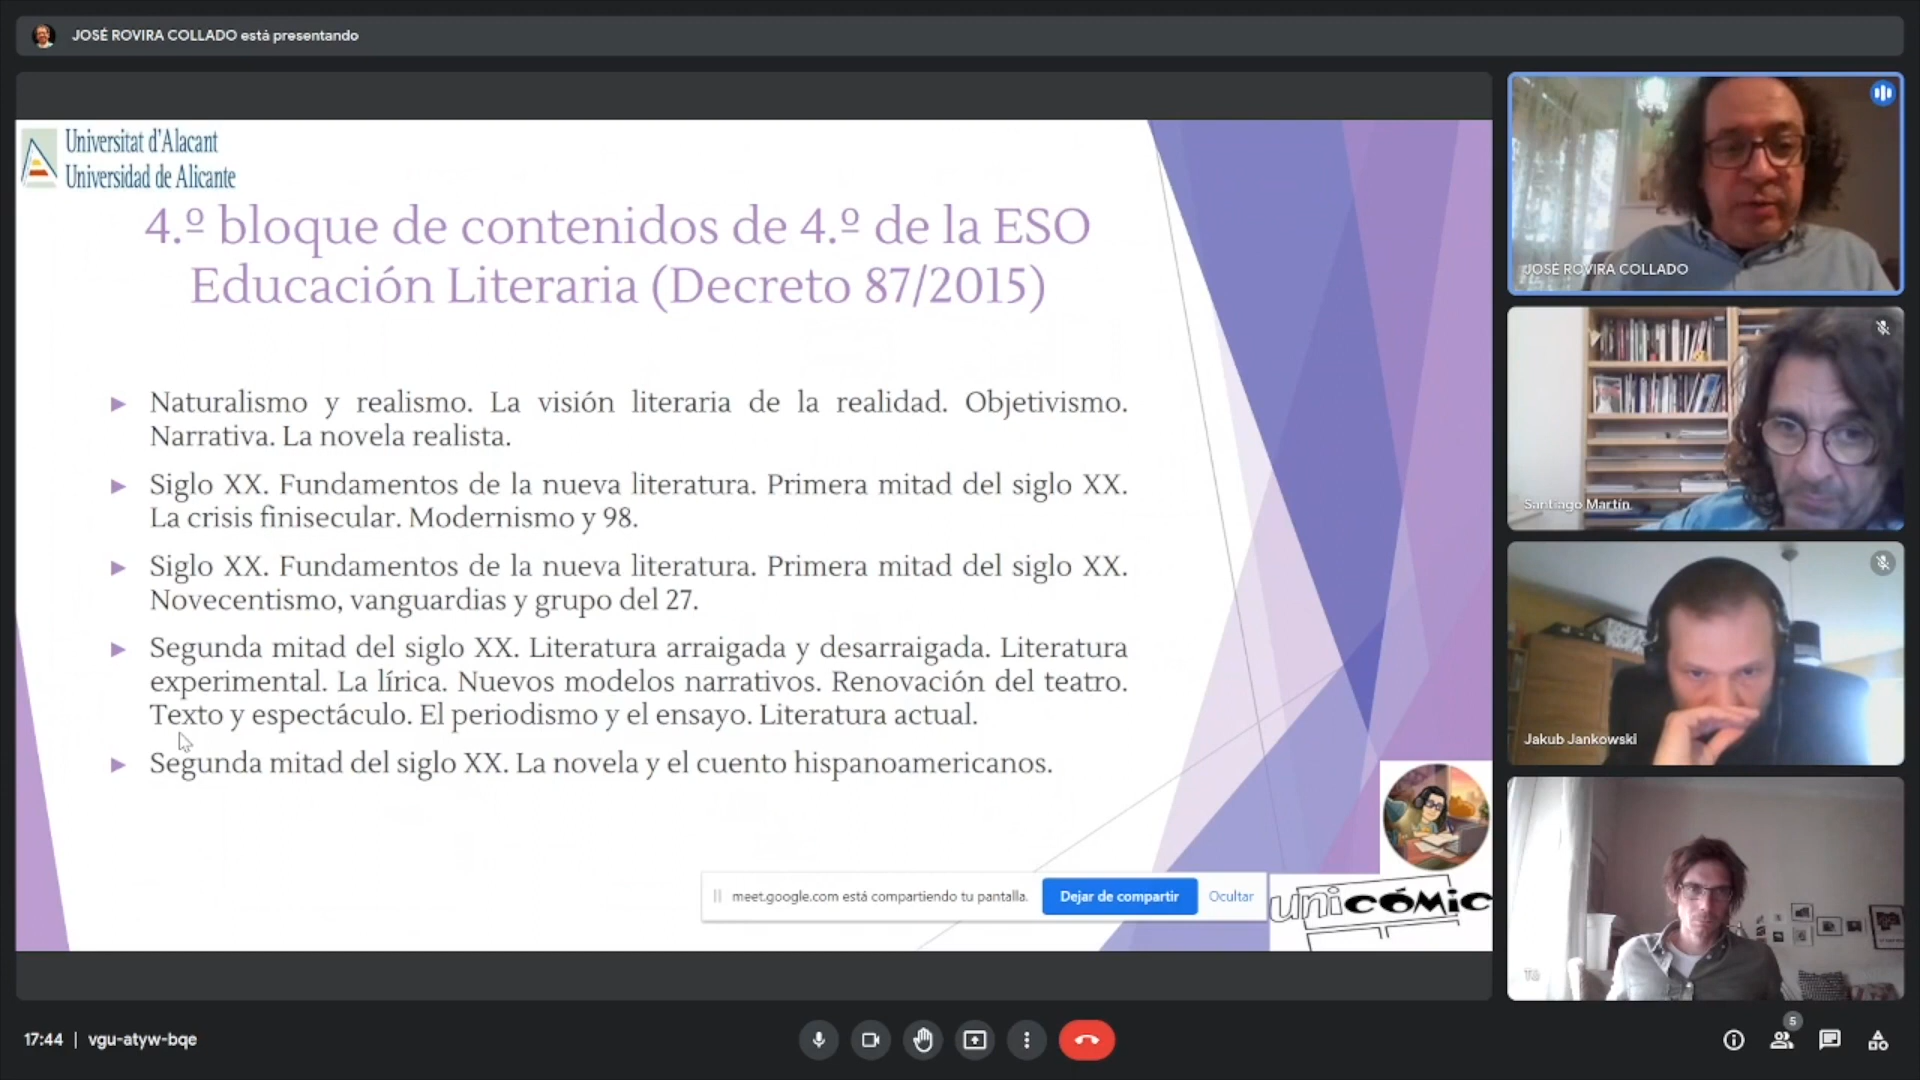 JOSÉ ROVIRA COLLADO está presentando
Universitat d'Alacant
Universidad de Alicante
4.º bloque de contenidos de 4.º de la ESO
Educación Literaria (Decreto 87/2015)
Naturalismo y realismo. La visión literaria de la realidad. Objetivismo.
Narrativa. La novela realista.
Siglo XX. Fundamentos de la nueva literatura. Primera mitad del siglo XX.
La crisis finisecular. Modernismo y 98.
Siglo XX. Fundamentos de la nueva literatura. Primera mitad del siglo XX.
Novecentismo, vanguardias y grupo del 27.
Segunda mitad del siglo XX. Literatura arraigada y desarraigada. Literatura
experimental. La lírica. Nuevos modelos narrativos. Renovación del teatro.
Texto y espectáculo. El periodismo y el ensayo. Literatura actual.
Segunda mitad del siglo XX. La novela y el cuento hispanoamericanos.
meet.google.com está compartiendo tu pantalla.
Dejar de compartir
Ocultar
unicómic
JOSÉ ROVIRA COLLADO
Santiago Martín
Jakub Jankowski
Tú
17:44 | vgu-atyw-bqe
5